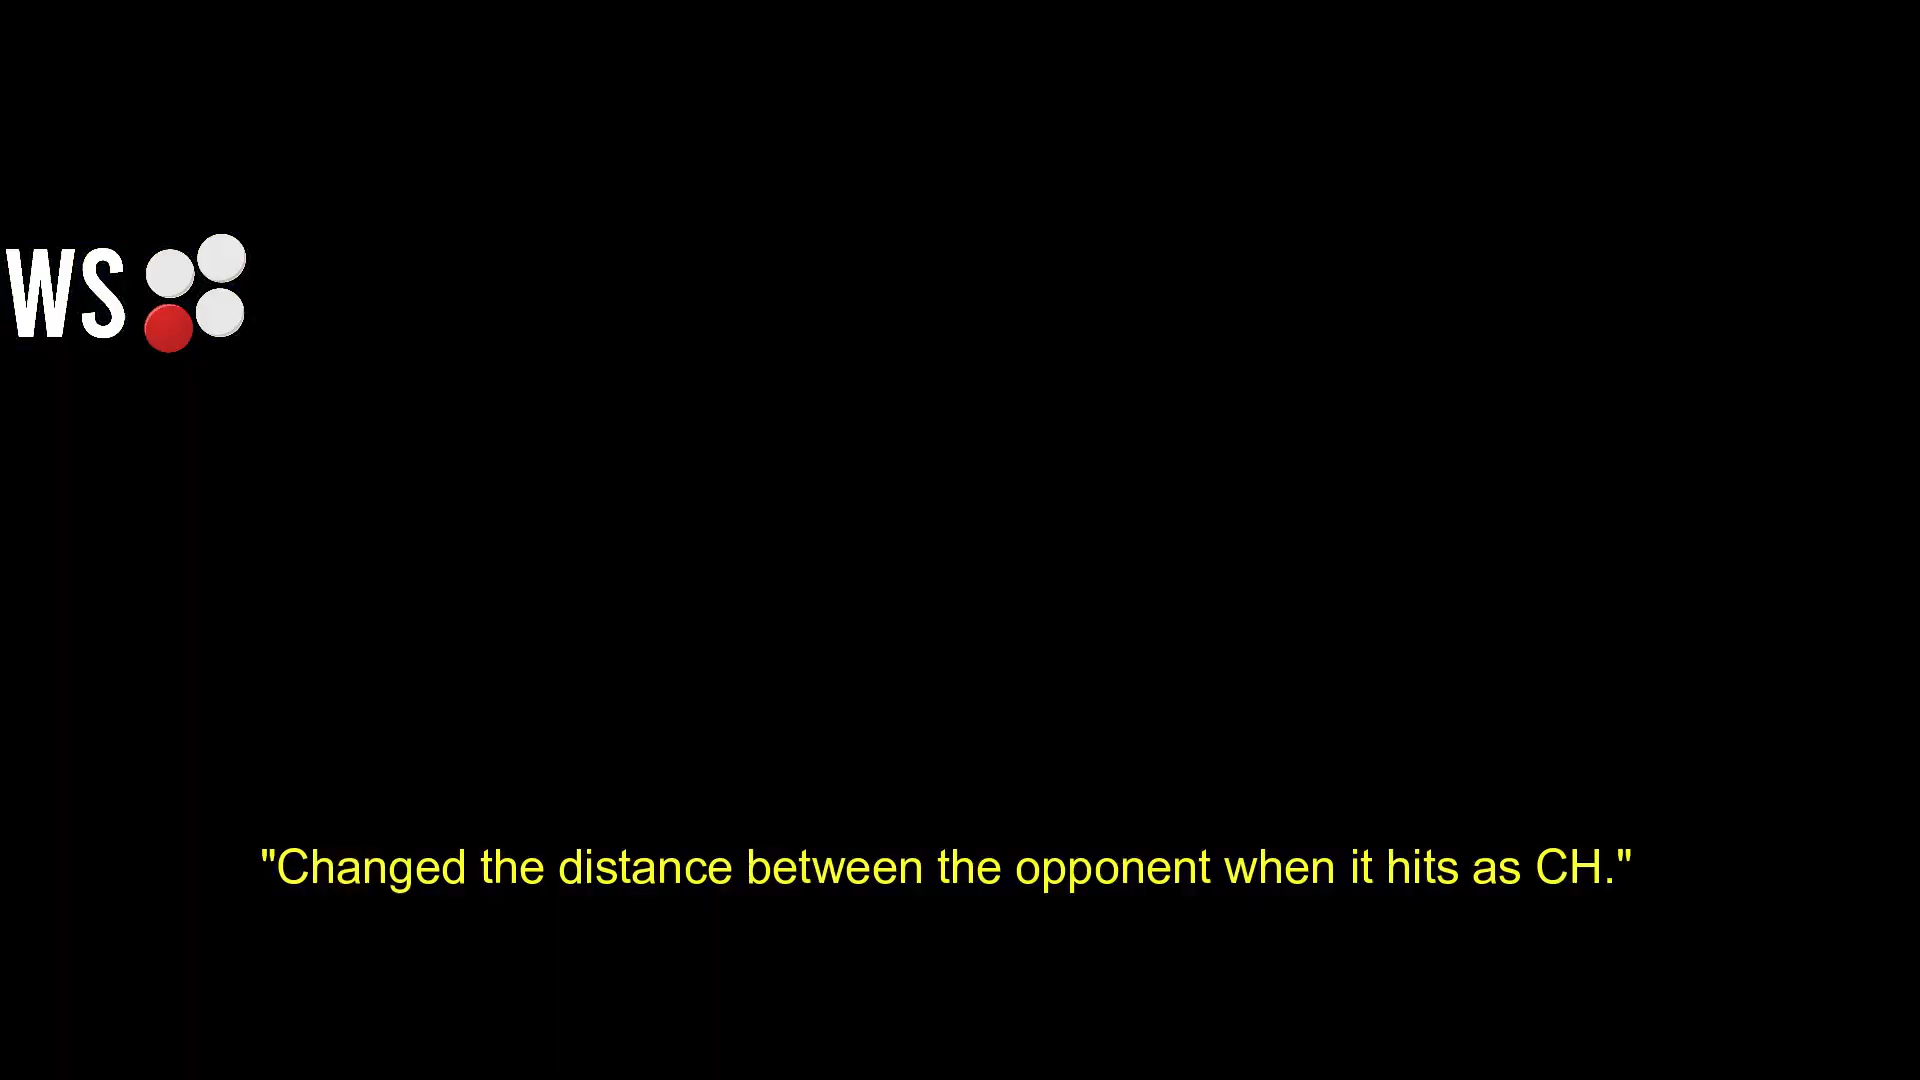 WS
"Changed the distance between the opponent when it hits as CH."